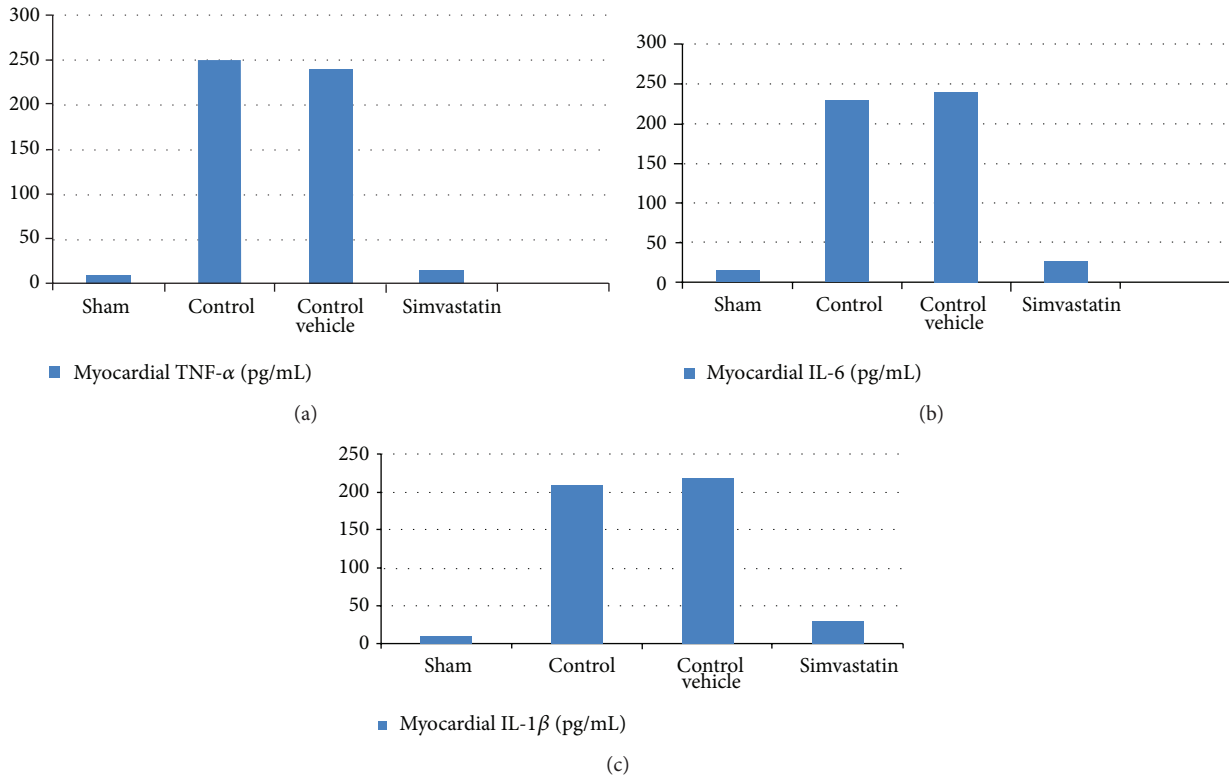 300
250
200
150
100
50
0
Sham
Control
Control
vehicle
Simvastatin
Myocardial TNF-α (pg/mL)
(a)
300
250
200
150
100
50
0
Sham
Control
Control
vehicle
Simvastatin
Myocardial IL-6 (pg/mL)
(b)
250
200
150
100
50
0
Sham
Control
Control
vehicle
Simvastatin
Myocardial IL-1β (pg/mL)
(c)